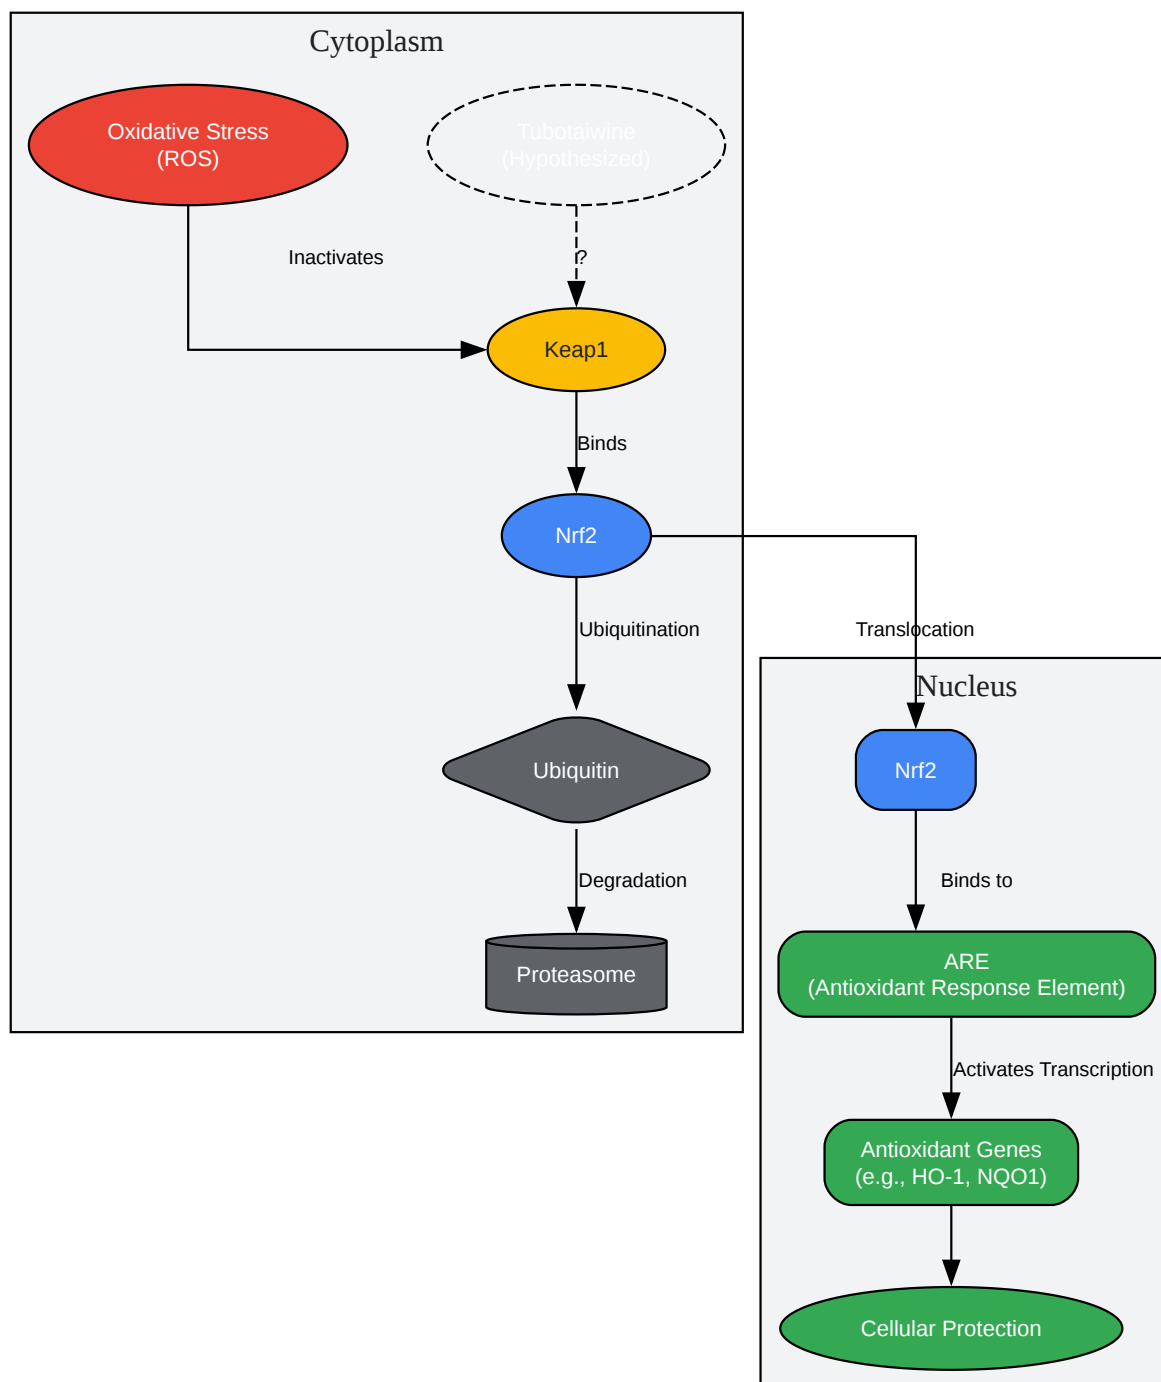 Cytoplasm
Oxidative Stress
(ROS)
Tubotaiwine
(Hypothesized)
Inactivates
?
Keap1
Binds
Nrf2
Ubiquitination
Translocation
Nucleus
Ubiquitin
Nrf2
Degradation
Binds to
Proteasome
ARE
(Antioxidant Response Element)
Activates Transcription
Antioxidant Genes
(e.g., HO-1, NQO1)
Cellular Protection